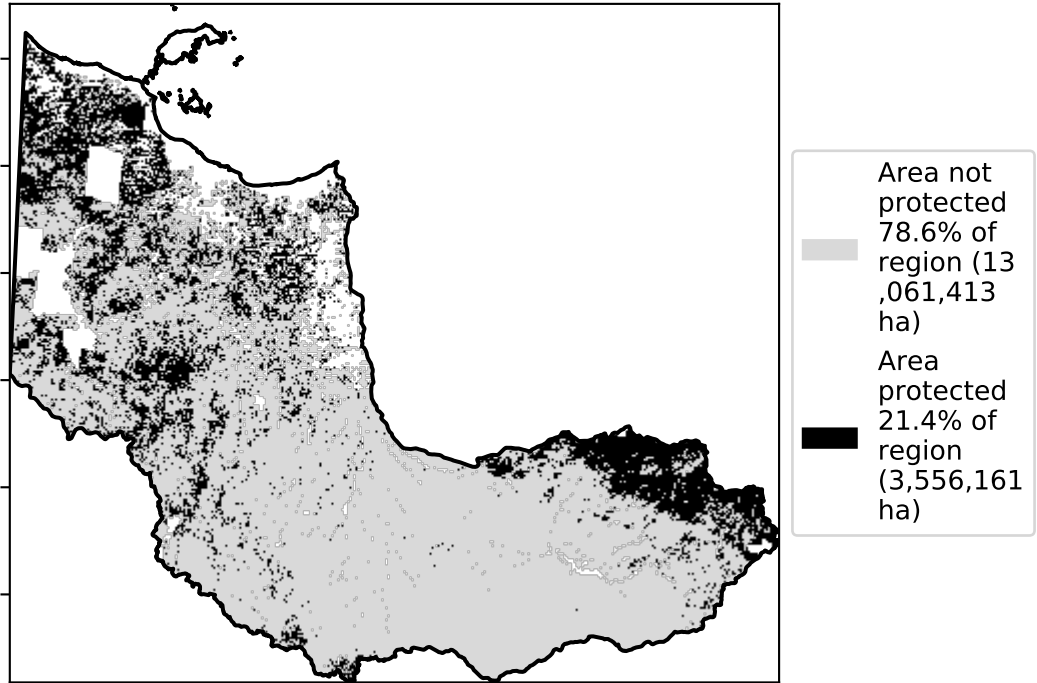 Area not
protected
78.6% of
region (13
,061,413
ha)
Area
protected
21.4% of
region
(3,556,161
ha)